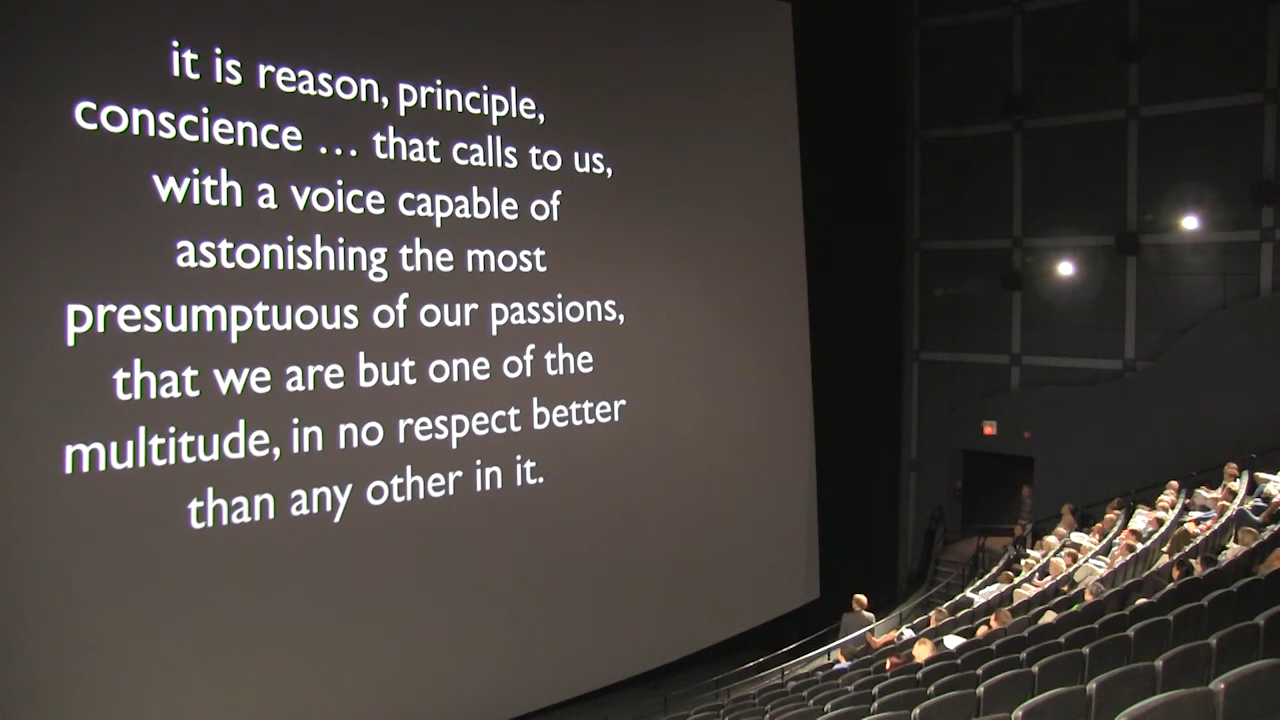 it is reason, principle,
conscience … that calls to us,
with a voice capable of
astonishing the most
presumptuous of our passions,
that we are but one of the
multitude, in no respect better
than any other in it.